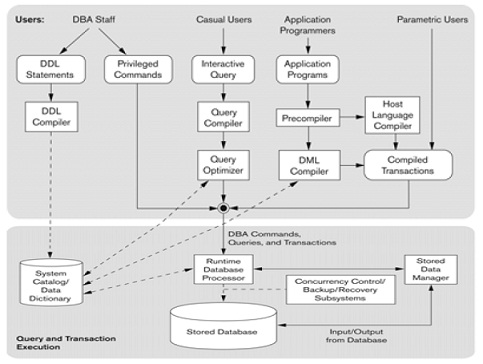 Users: DBA Staff Casual Users Application Parametric Users
Programmers
DDL Privileged Interactive Application
Statements Commands Query Programs
DDL Query Precompiler Host
Compiler Compiler Language
Compiler
Query DML Compiled
Optimizer Compiler Transactions
DBA Commands,
Queries, and Transactions
System Runtime Stored
Catalog/ Database Data
Data Processor Manager
Dictionary
Concurrency Control/
Backup/Recovery
Subsystems
Query and Transaction Stored Database Input/Output
Execution from Database